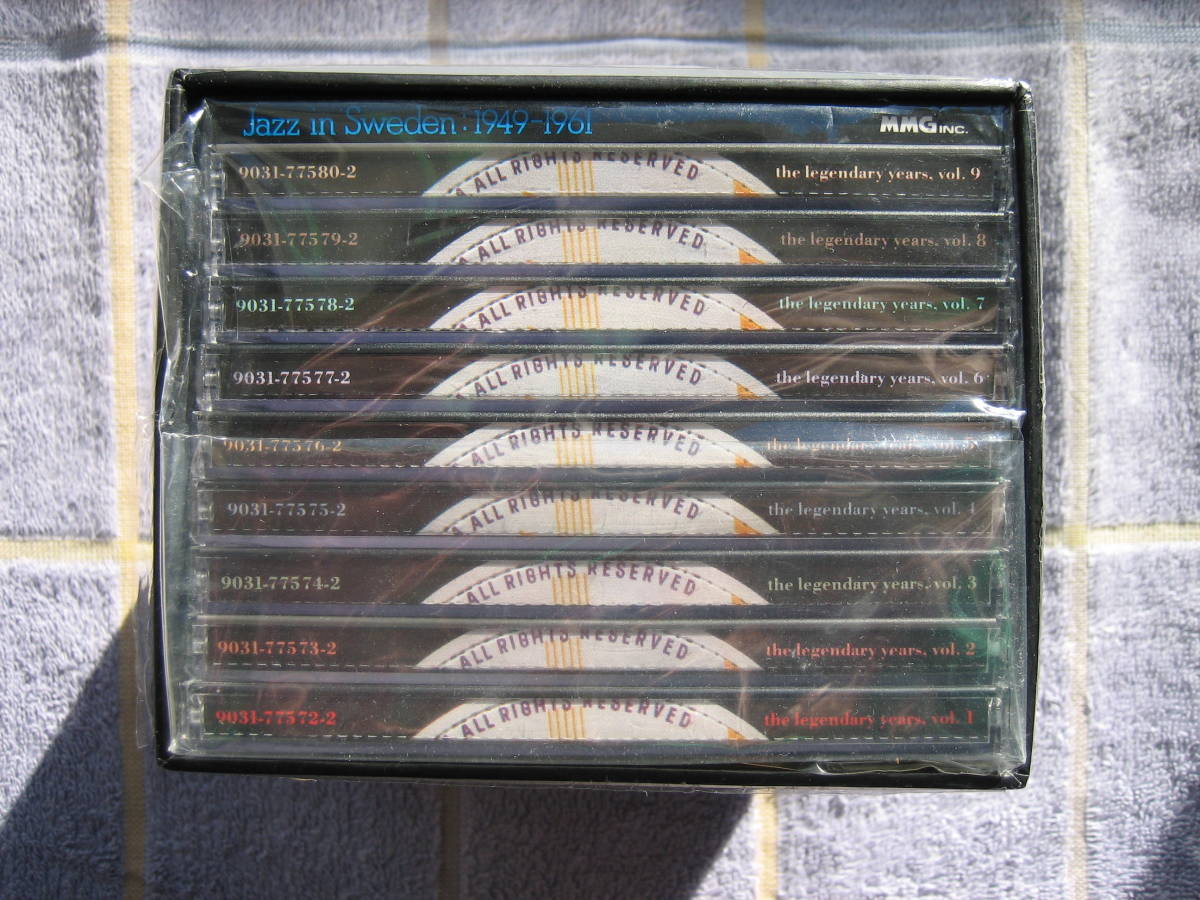 Jazz in Sweden : 1949-1961 MMG INC.
9031-77580-2 ALL RIGHTS RESERVED the legendary years, vol. 9
9031-77579-2 ALL RIGHTS RESERVED the legendary years, vol. 8
9031-77578-2 ALL RIGHTS RESERVED the legendary years, vol. 7
9031-77577-2 ALL RIGHTS RESERVED the legendary years, vol. 6
9031-77576-2 ALL RIGHTS RESERVED the legendary
9031-77575-2 ALL RIGHTS RESERVED the legendary years, vol. 4
9031-77574-2 ALL RIGHTS RESERVED the legendary years, vol. 3
9031-77573-2 ALL RIGHTS RESERVED the legendary years, vol. 2
9031-77572-2 ALL RIGHTS RESERVED the legendary years, vol. 1